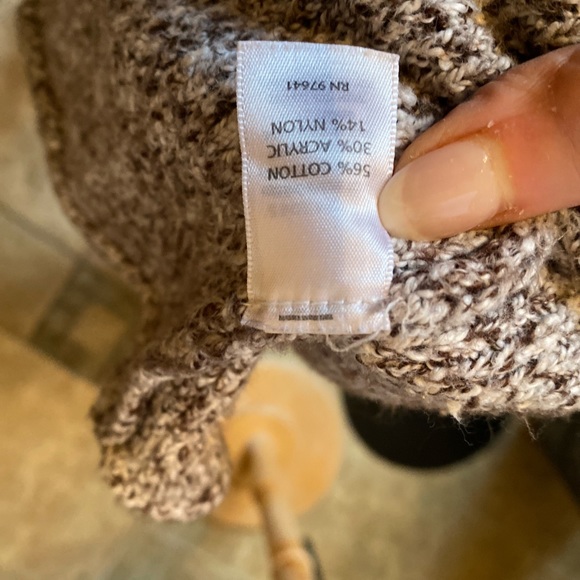 56% COTTON
30% ACRYLIC
14% NYLON
RN 97641